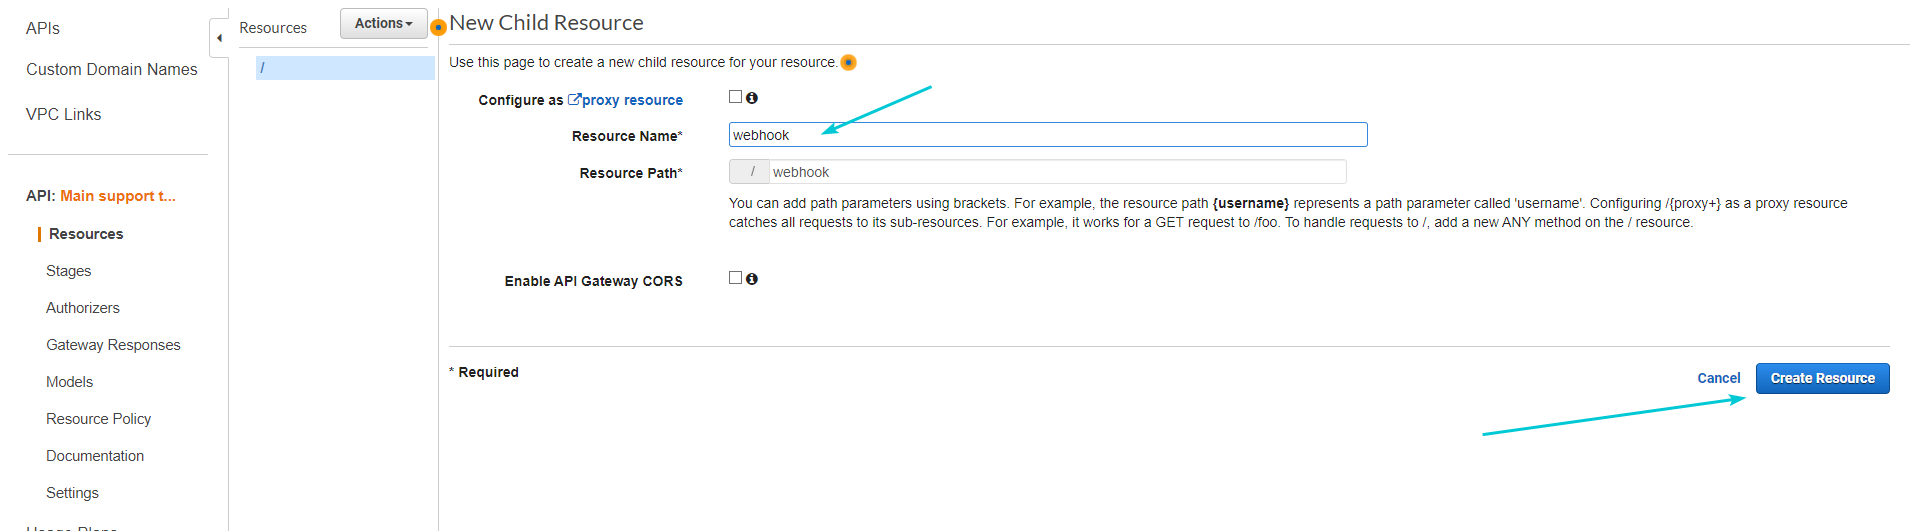 APIs
Custom Domain Names
VPC Links
API: Main support t...
Resources
Stages
Authorizers
Gateway Responses
Models
Resource Policy
Documentation
Settings
Usage Plans
Resources
Actions
/
New Child Resource
Use this page to create a new child resource for your resource.
Configure as proxy resource
Resource Name*
webhook
Resource Path*
/ webhook
You can add path parameters using brackets. For example, the resource path {username} represents a path parameter called 'username'. Configuring /{proxy+} as a proxy resource
catches all requests to its sub-resources. For example, it works for a GET request to /foo. To handle requests to /, add a new ANY method on the / resource.
Enable API Gateway CORS
* Required
Cancel
Create Resource